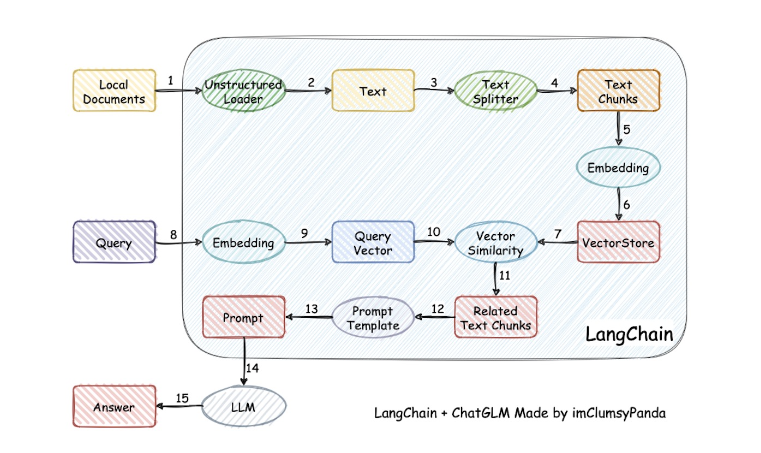 Local
Documents
1
Unstructured
Loader
2
Text
3
Text
Splitter
4
Text
Chunks
5
Embedding
6
Query
8
Embedding
9
Query
Vector
10
Vector
Similarity
7
VectorStore
11
Prompt
13
Prompt
Template
12
Related
Text Chunks
LangChain
14
Answer
15
LLM
LangChain + ChatGLM Made by imClumsyPanda